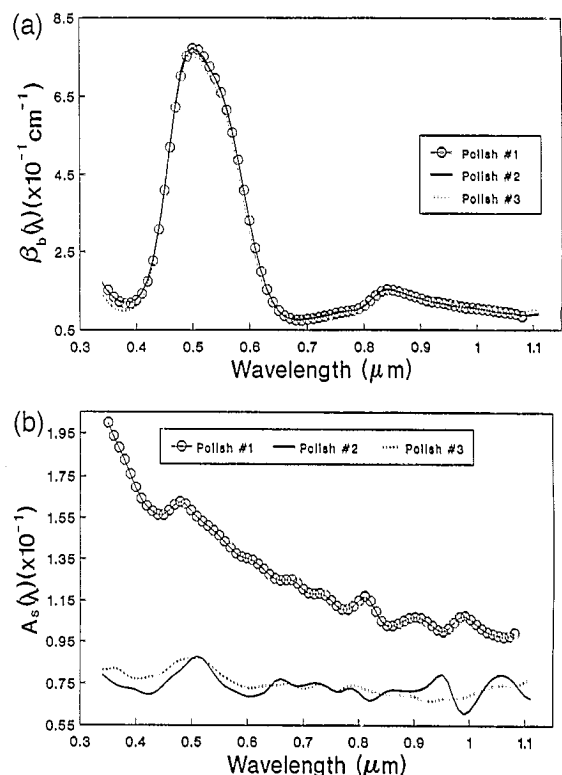 (a)
8.5
6.5
4.5
2.5
0.5
β_b(λ)(×10⁻¹cm⁻¹)
Polish #1
Polish #2
Polish #3
0.3 0.4 0.5 0.6 0.7 0.8 0.9 1 1.1
Wavelength (μm)
(b)
1.95
1.75
1.55
1.35
1.15
0.95
0.75
0.55
A_s(λ)(×10⁻¹)
Polish #1 Polish #2 Polish #3
0.3 0.4 0.5 0.6 0.7 0.8 0.9 1 1.1
Wavelength (μm)